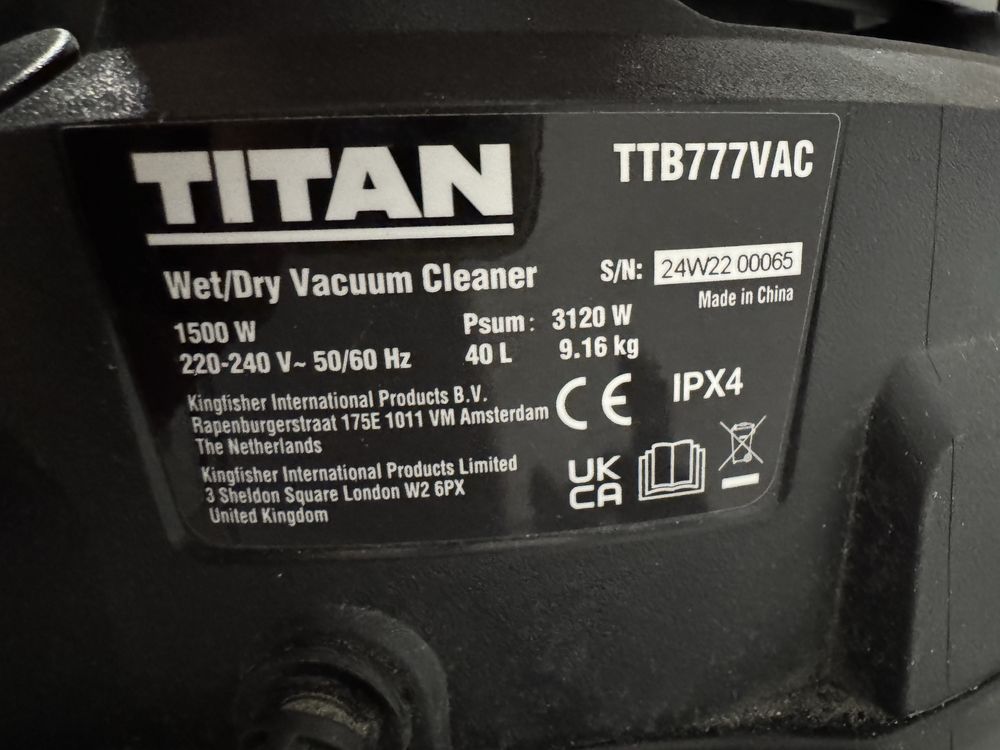 TITAN
TTB777VAC
Wet/Dry Vacuum Cleaner
S/N: 24W22 00065
Made in China
1500 W
Psum: 3120 W
220-240 V~ 50/60 Hz
40 L
9.16 kg
Kingfisher International Products B.V.
Rapenburgerstraat 175E 1011 VM Amsterdam
The Netherlands
CE
IPX4
Kingfisher International Products Limited
3 Sheldon Square London W2 6PX
United Kingdom
UK
CA